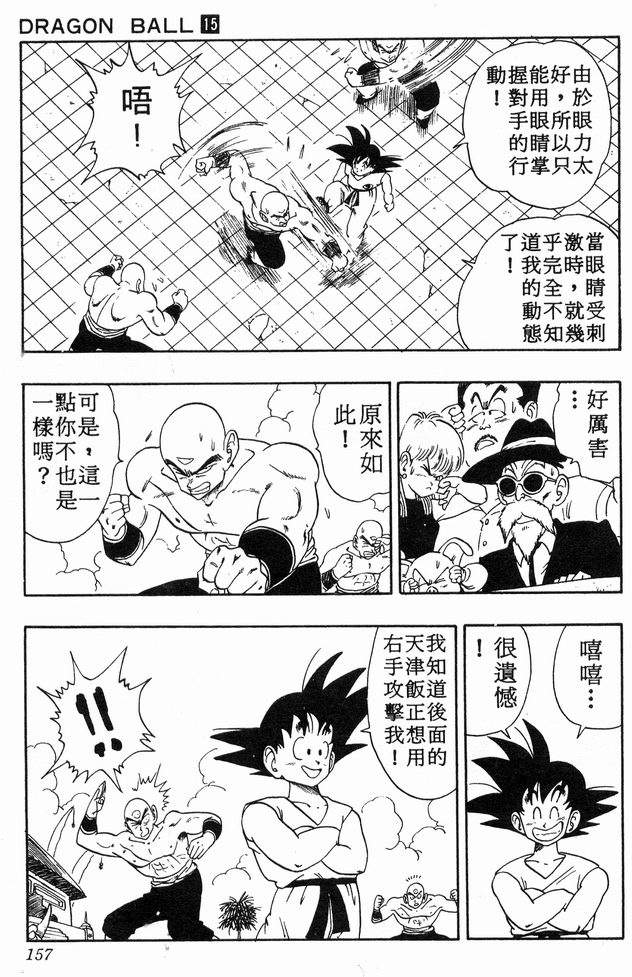 DRAGON BALL 15
由於眼力太
好，所以只
能用眼睛掌
握對手的行
動！
當眼睛受刺
激時，就幾
乎完全不知
道我的動態
了！
唔！
好厲害
…
原來如
此！
可是，這一
點你不也是
一樣嗎？
嘻嘻…
很遺憾
！
我知道後面的
天津飯正想用
右手攻擊我！
!!
157